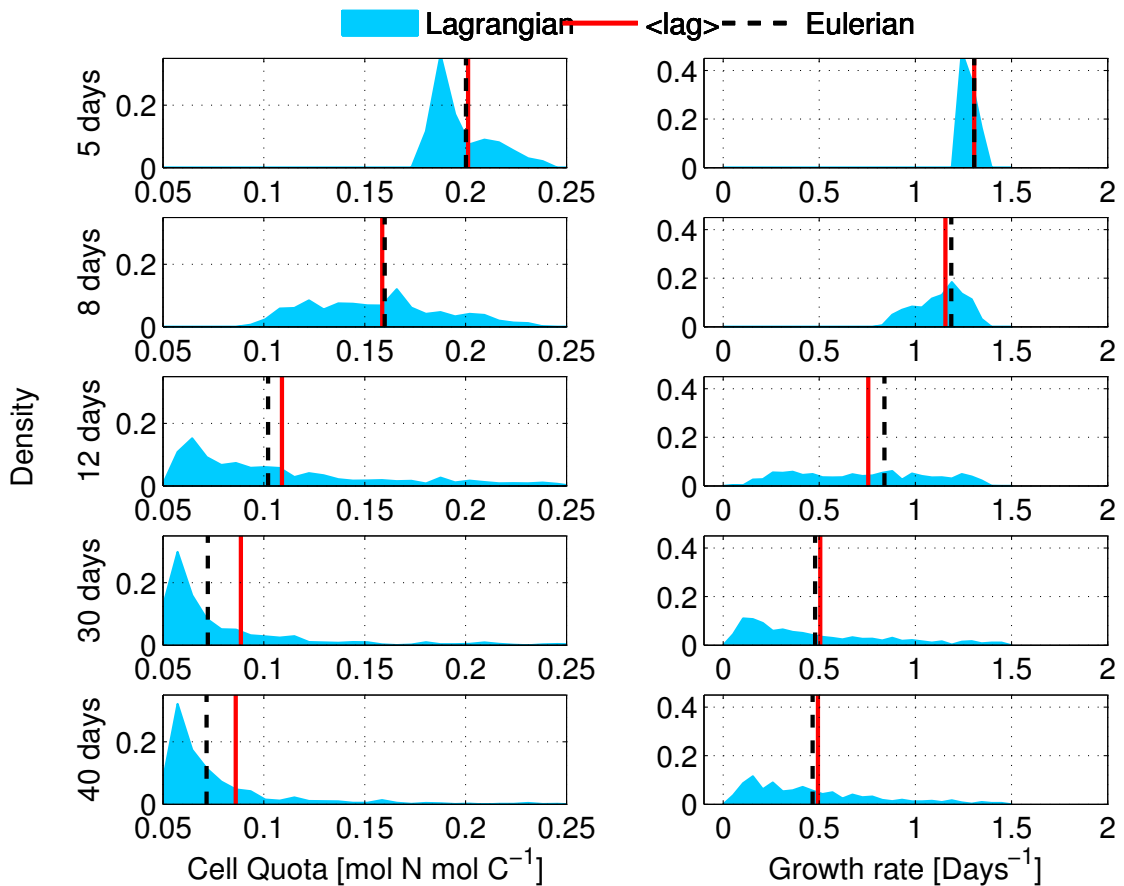 Lagrangian <lag> Eulerian
5 days
0.2
0
0.05 0.1 0.15 0.2 0.25
0.4
0.2
0
0 0.5 1 1.5 2
8 days
0.2
0
0.05 0.1 0.15 0.2 0.25
0.4
0.2
0
0 0.5 1 1.5 2
Density
12 days
0.2
0
0.05 0.1 0.15 0.2 0.25
0.4
0.2
0
0 0.5 1 1.5 2
30 days
0.2
0
0.05 0.1 0.15 0.2 0.25
0.4
0.2
0
0 0.5 1 1.5 2
40 days
0.2
0
0.05 0.1 0.15 0.2 0.25
Cell Quota [mol N mol C⁻¹]
0.4
0.2
0
0 0.5 1 1.5 2
Growth rate [Days⁻¹]